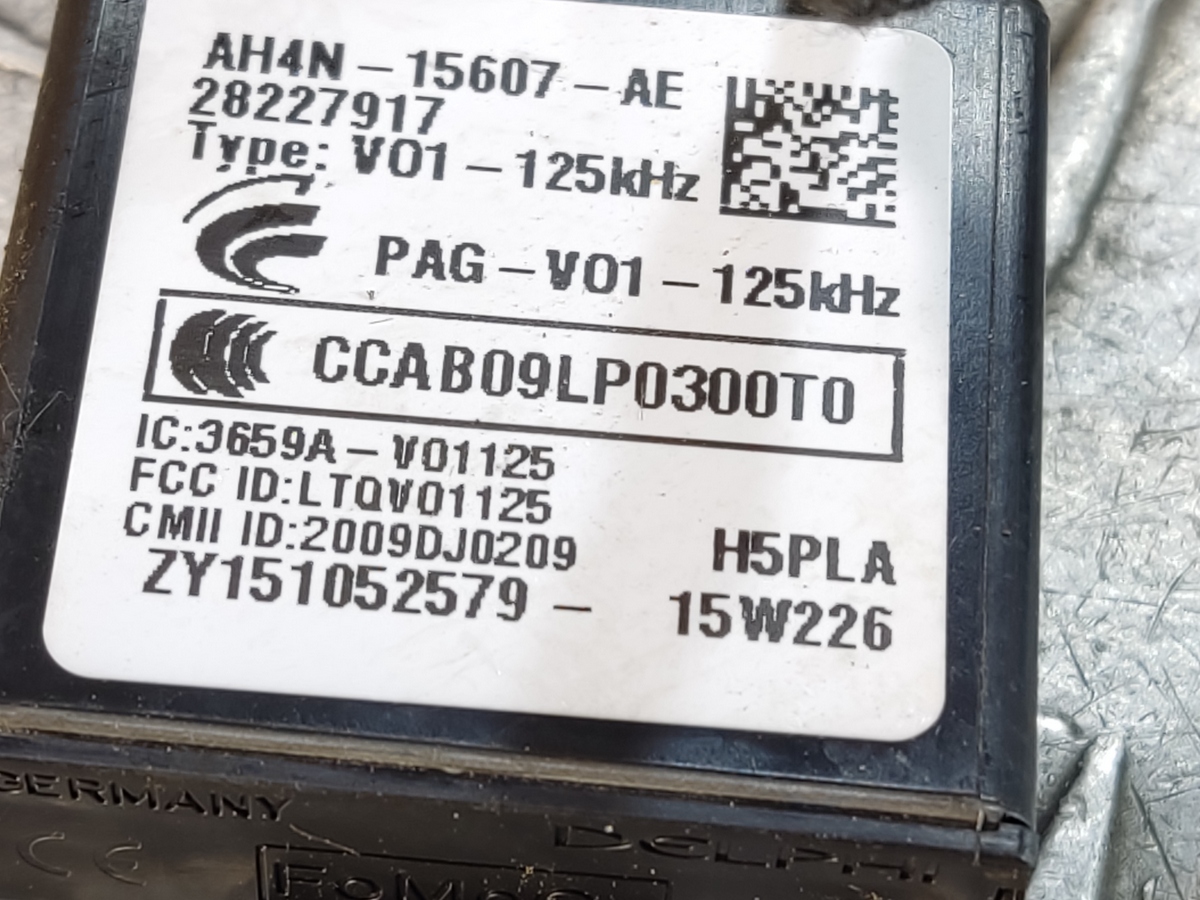 AH4N-15607-AE
28227917
Type: V01-125kHz
PAG-V01-125kHz
CCAB09LP0300T0
IC:3659A-V01125
FCC ID:LTQV01125
CMII ID:2009DJ0209
H5PLA
ZY151052579- 15W226
GERMANY
CE
DELPHI
FoMoCo